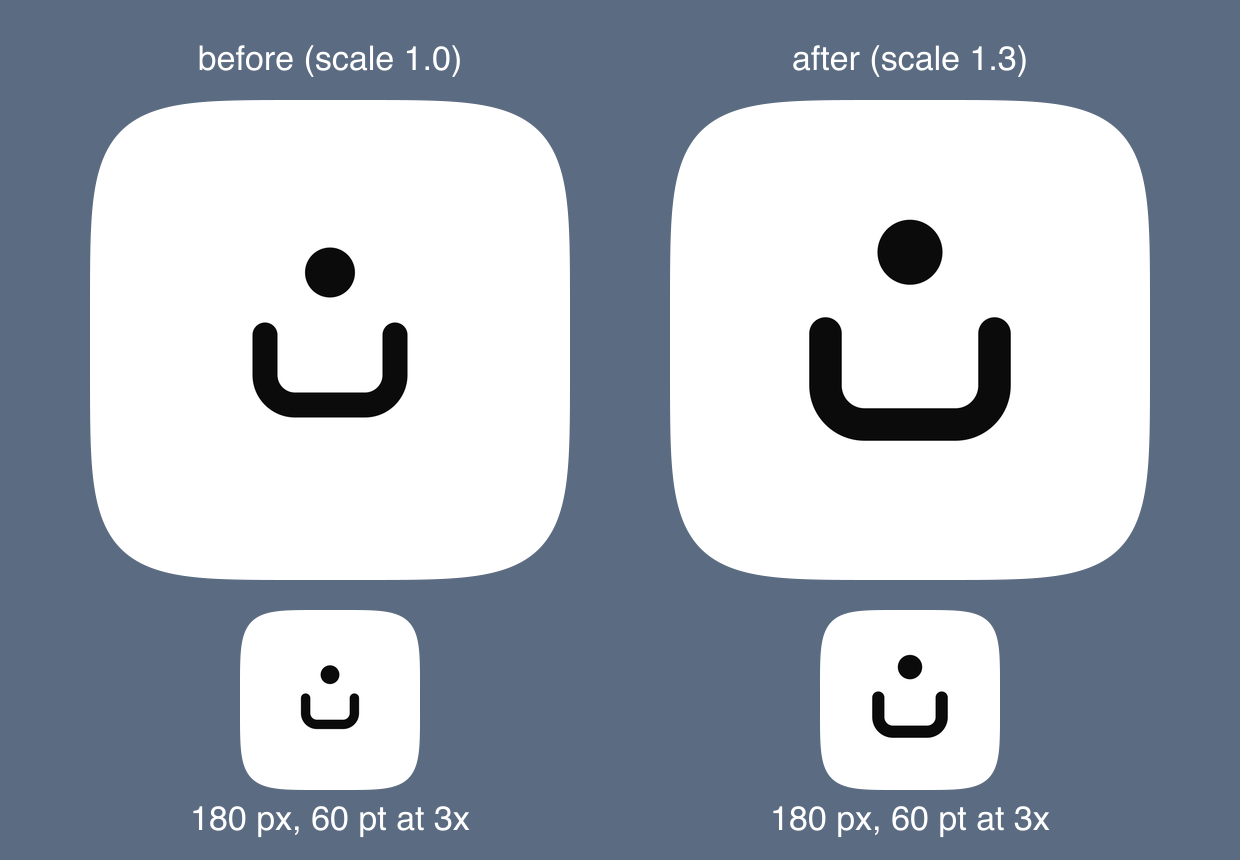 before (scale 1.0)
after (scale 1.3)
180 px, 60 pt at 3x
180 px, 60 pt at 3x